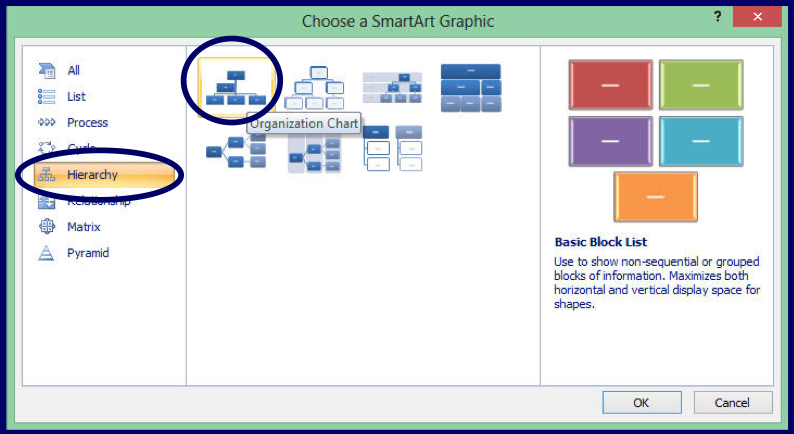 Choose a SmartArt Graphic
?
All
List
Process
Cycle
Hierarchy
Relationship
Matrix
Pyramid
Organization Chart
Basic Block List
Use to show non-sequential or grouped
blocks of information. Maximizes both
horizontal and vertical display space for
shapes.
OK
Cancel